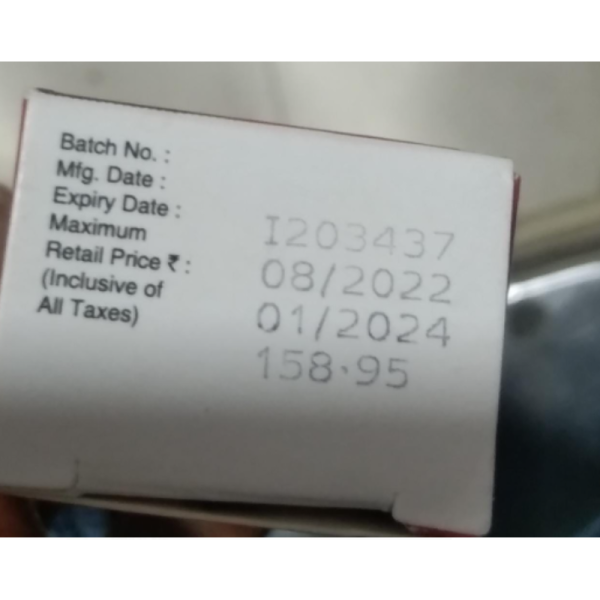 Batch No. :
Mfg. Date :
Expiry Date :
Maximum
Retail Price ₹ :
(Inclusive of
All Taxes)
I203437
08/2022
01/2024
158.95